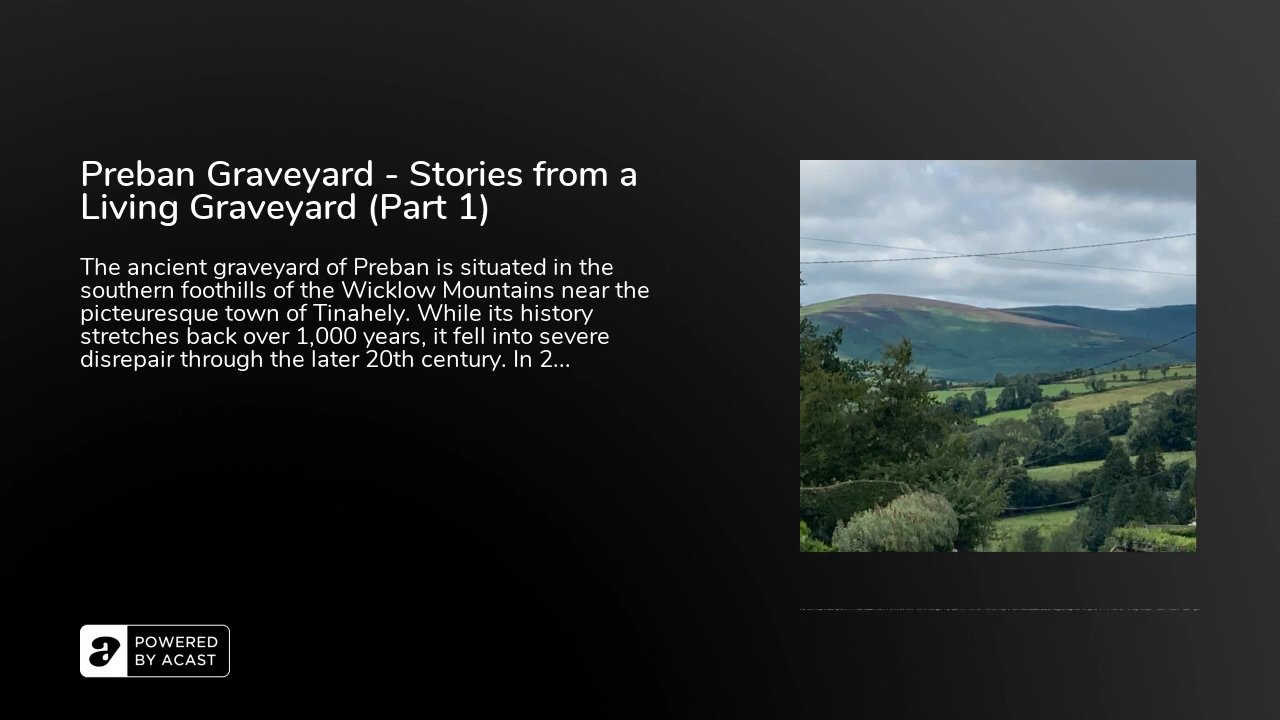 Preban Graveyard - Stories from a
Living Graveyard (Part 1)
The ancient graveyard of Preban is situated in the
southern foothills of the Wicklow Mountains near the
picteuresque town of Tinahely. While its history
stretches back over 1,000 years, it fell into severe
disrepair through the later 20th century. In 2...
POWERED
BY ACAST